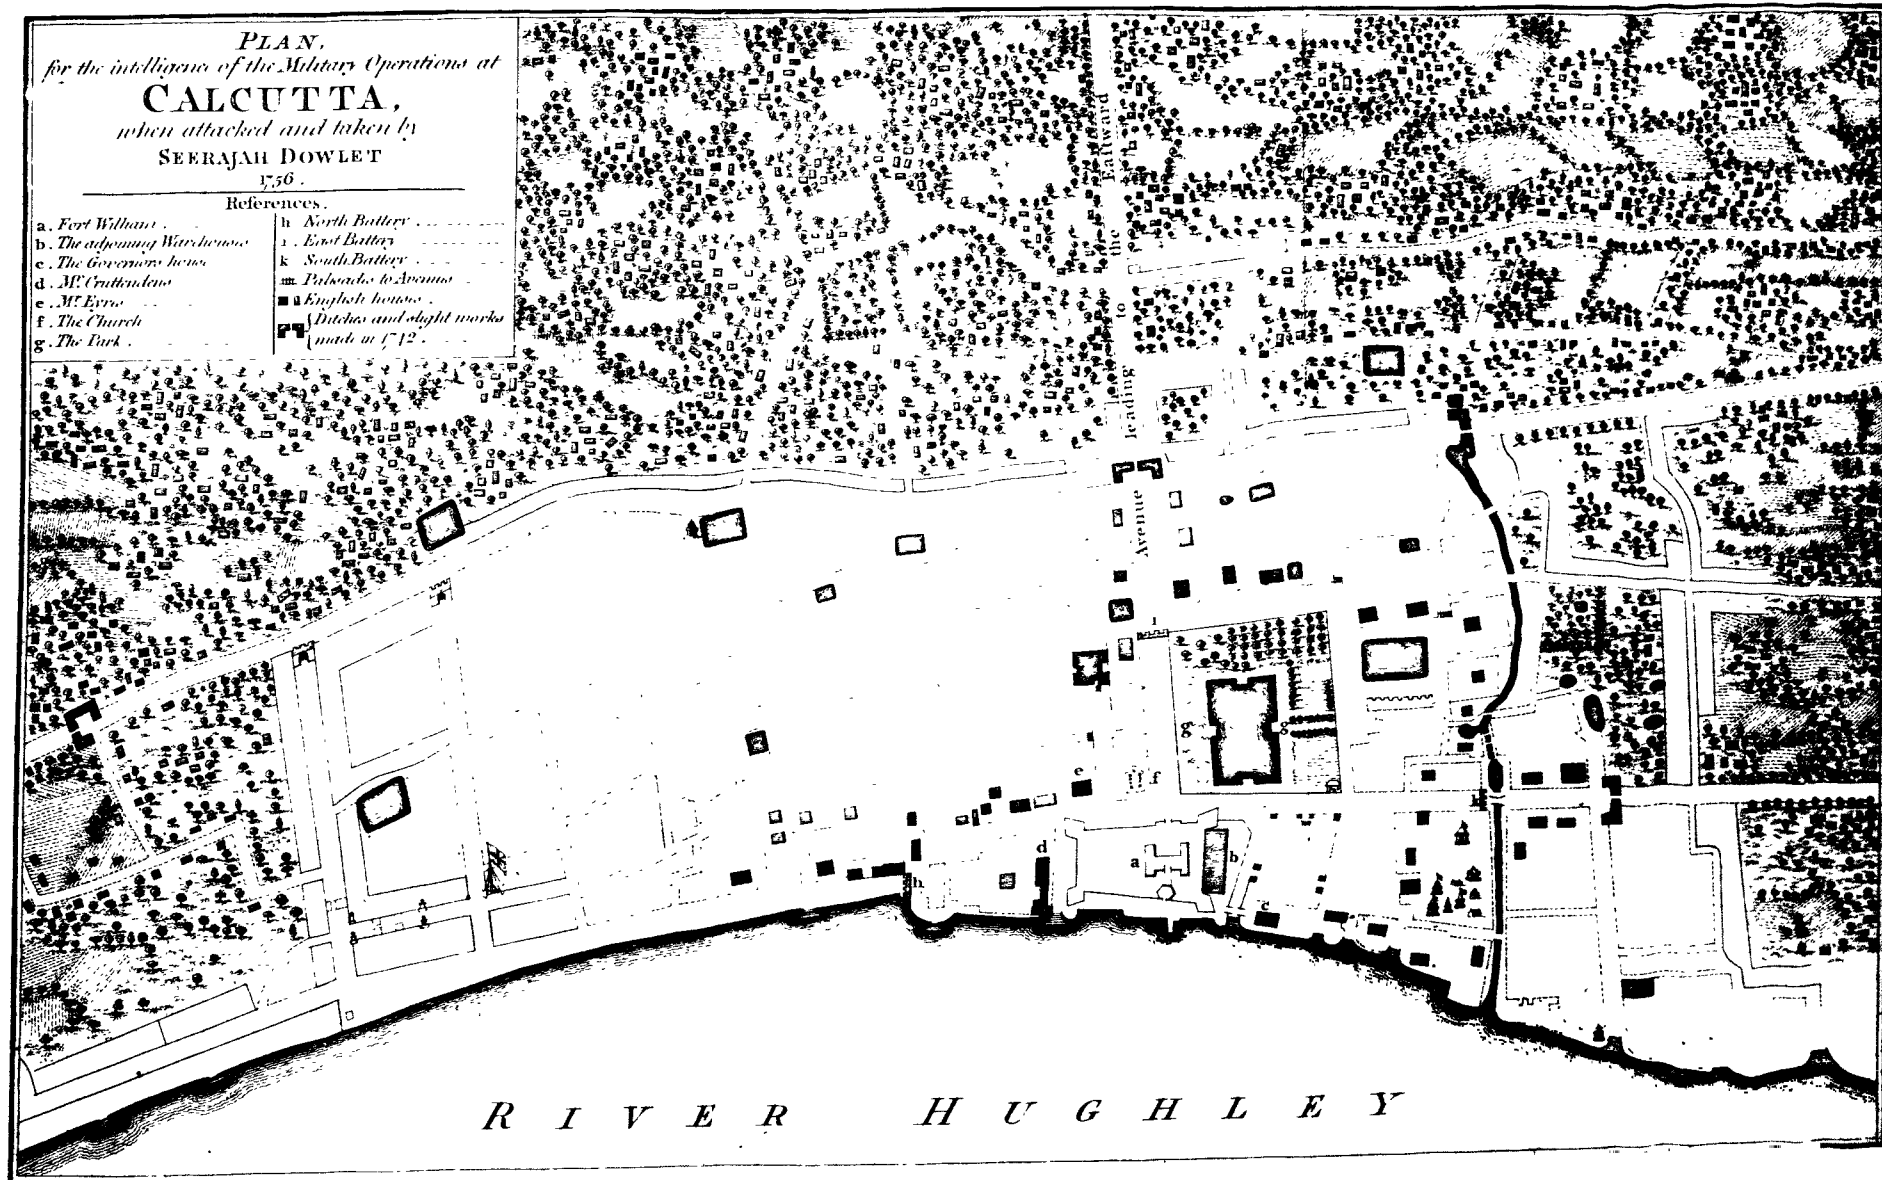 PLAN,
for the intelligence of the Military Operations at
CALCUTTA,
when attacked and taken by
SEERAJAH DOWLET
1756.
References.
a. Fort William.
b. The adjoining Warehouses
c. The Governors house
d. Mr. Cruttendens
e. Mr. Eyres
f. The Church
g. The Park.
h North Battery
i. East Battery
k South Battery
Palisades to Avenues
English houses.
Ditches and slight works
made in 1742.
Avenue leading to the Eastward
i
g
g
e
f
d
a
b
h
c
k
RIVER HUGHLEY